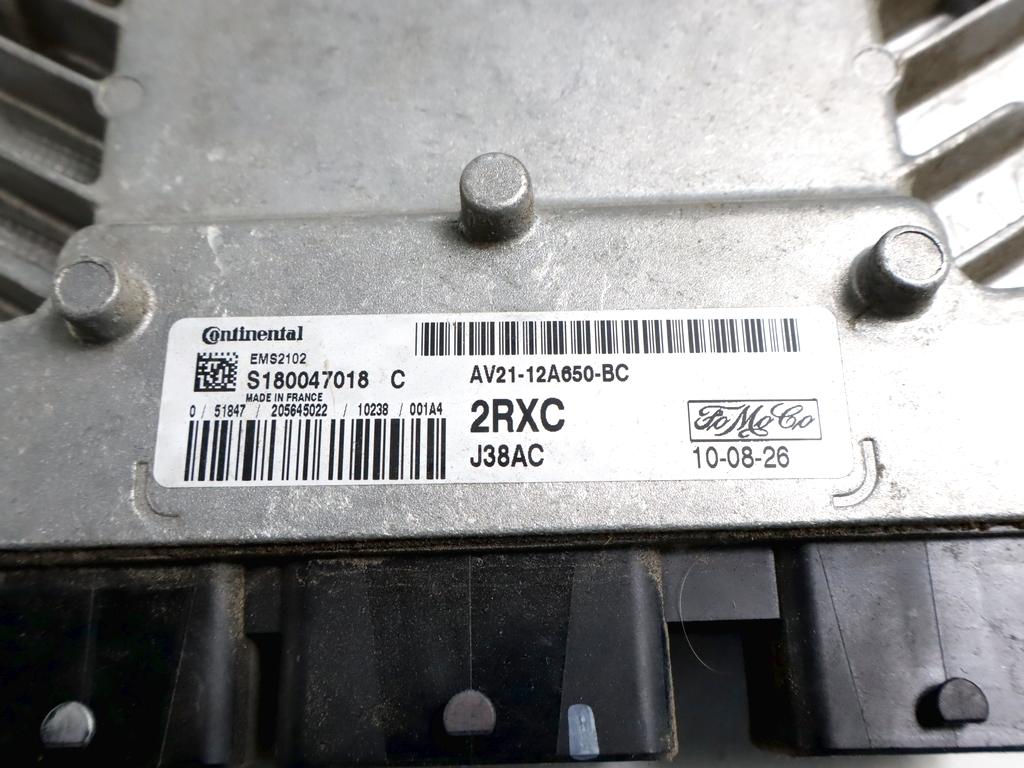 Continental
EMS2102
S180047018 C
MADE IN FRANCE
0 / 51847 / 205645022 / 10238 / 001A4
AV21-12A650-BC
2RXC
J38AC
FoMoCo
10-08-26